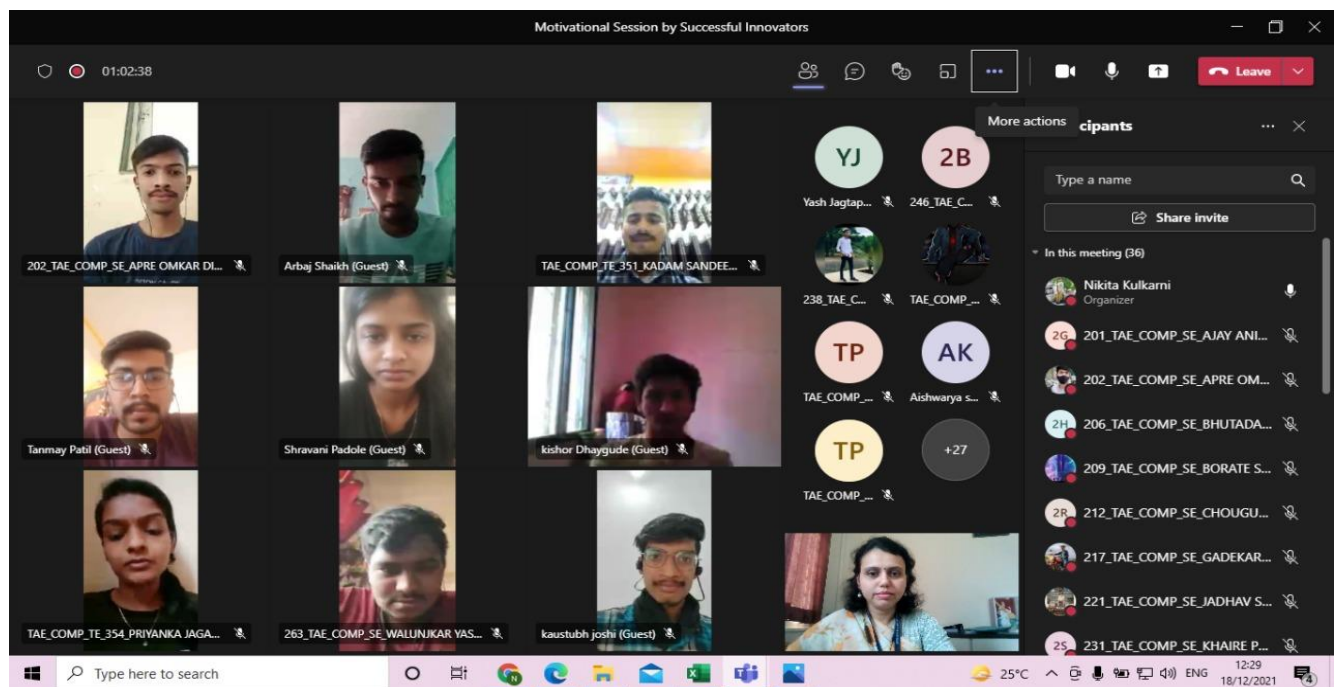 Motivational Session by Successful Innovators
01:02:38
Leave
More actions
cipants
Type a name
Share invite
In this meeting (36)
Nikita Kulkarni
Organizer
2G 201_TAE_COMP_SE_AJAY ANI...
202_TAE_COMP_SE_APRE OM...
2H 206_TAE_COMP_SE_BHUTADA...
209_TAE_COMP_SE_BORATE S...
2R 212_TAE_COMP_SE_CHOUGU...
217_TAE_COMP_SE_GADEKAR...
221_TAE_COMP_SE_JADHAV S...
2S 231_TAE_COMP_SE_KHAIRE P...
202_TAE_COMP_SE_APRE OMKAR DI...
Arbaj Shaikh (Guest)
TAE_COMP_TE_351_KADAM SANDEE...
Tanmay Patil (Guest)
Shravani Padole (Guest)
kishor Dhaygude (Guest)
TAE_COMP_TE_354_PRIYANKA JAGA...
263_TAE_COMP_SE_WALUNJKAR YAS...
kaustubh joshi (Guest)
YJ
Yash Jagtap...
2B
246_TAE_C...
238_TAE_C...
TAE_COMP_...
TP
TAE_COMP_...
AK
Aishwarya s...
TP
TAE_COMP_...
+27
Type here to search
25°C
ENG
12:29
18/12/2021
4